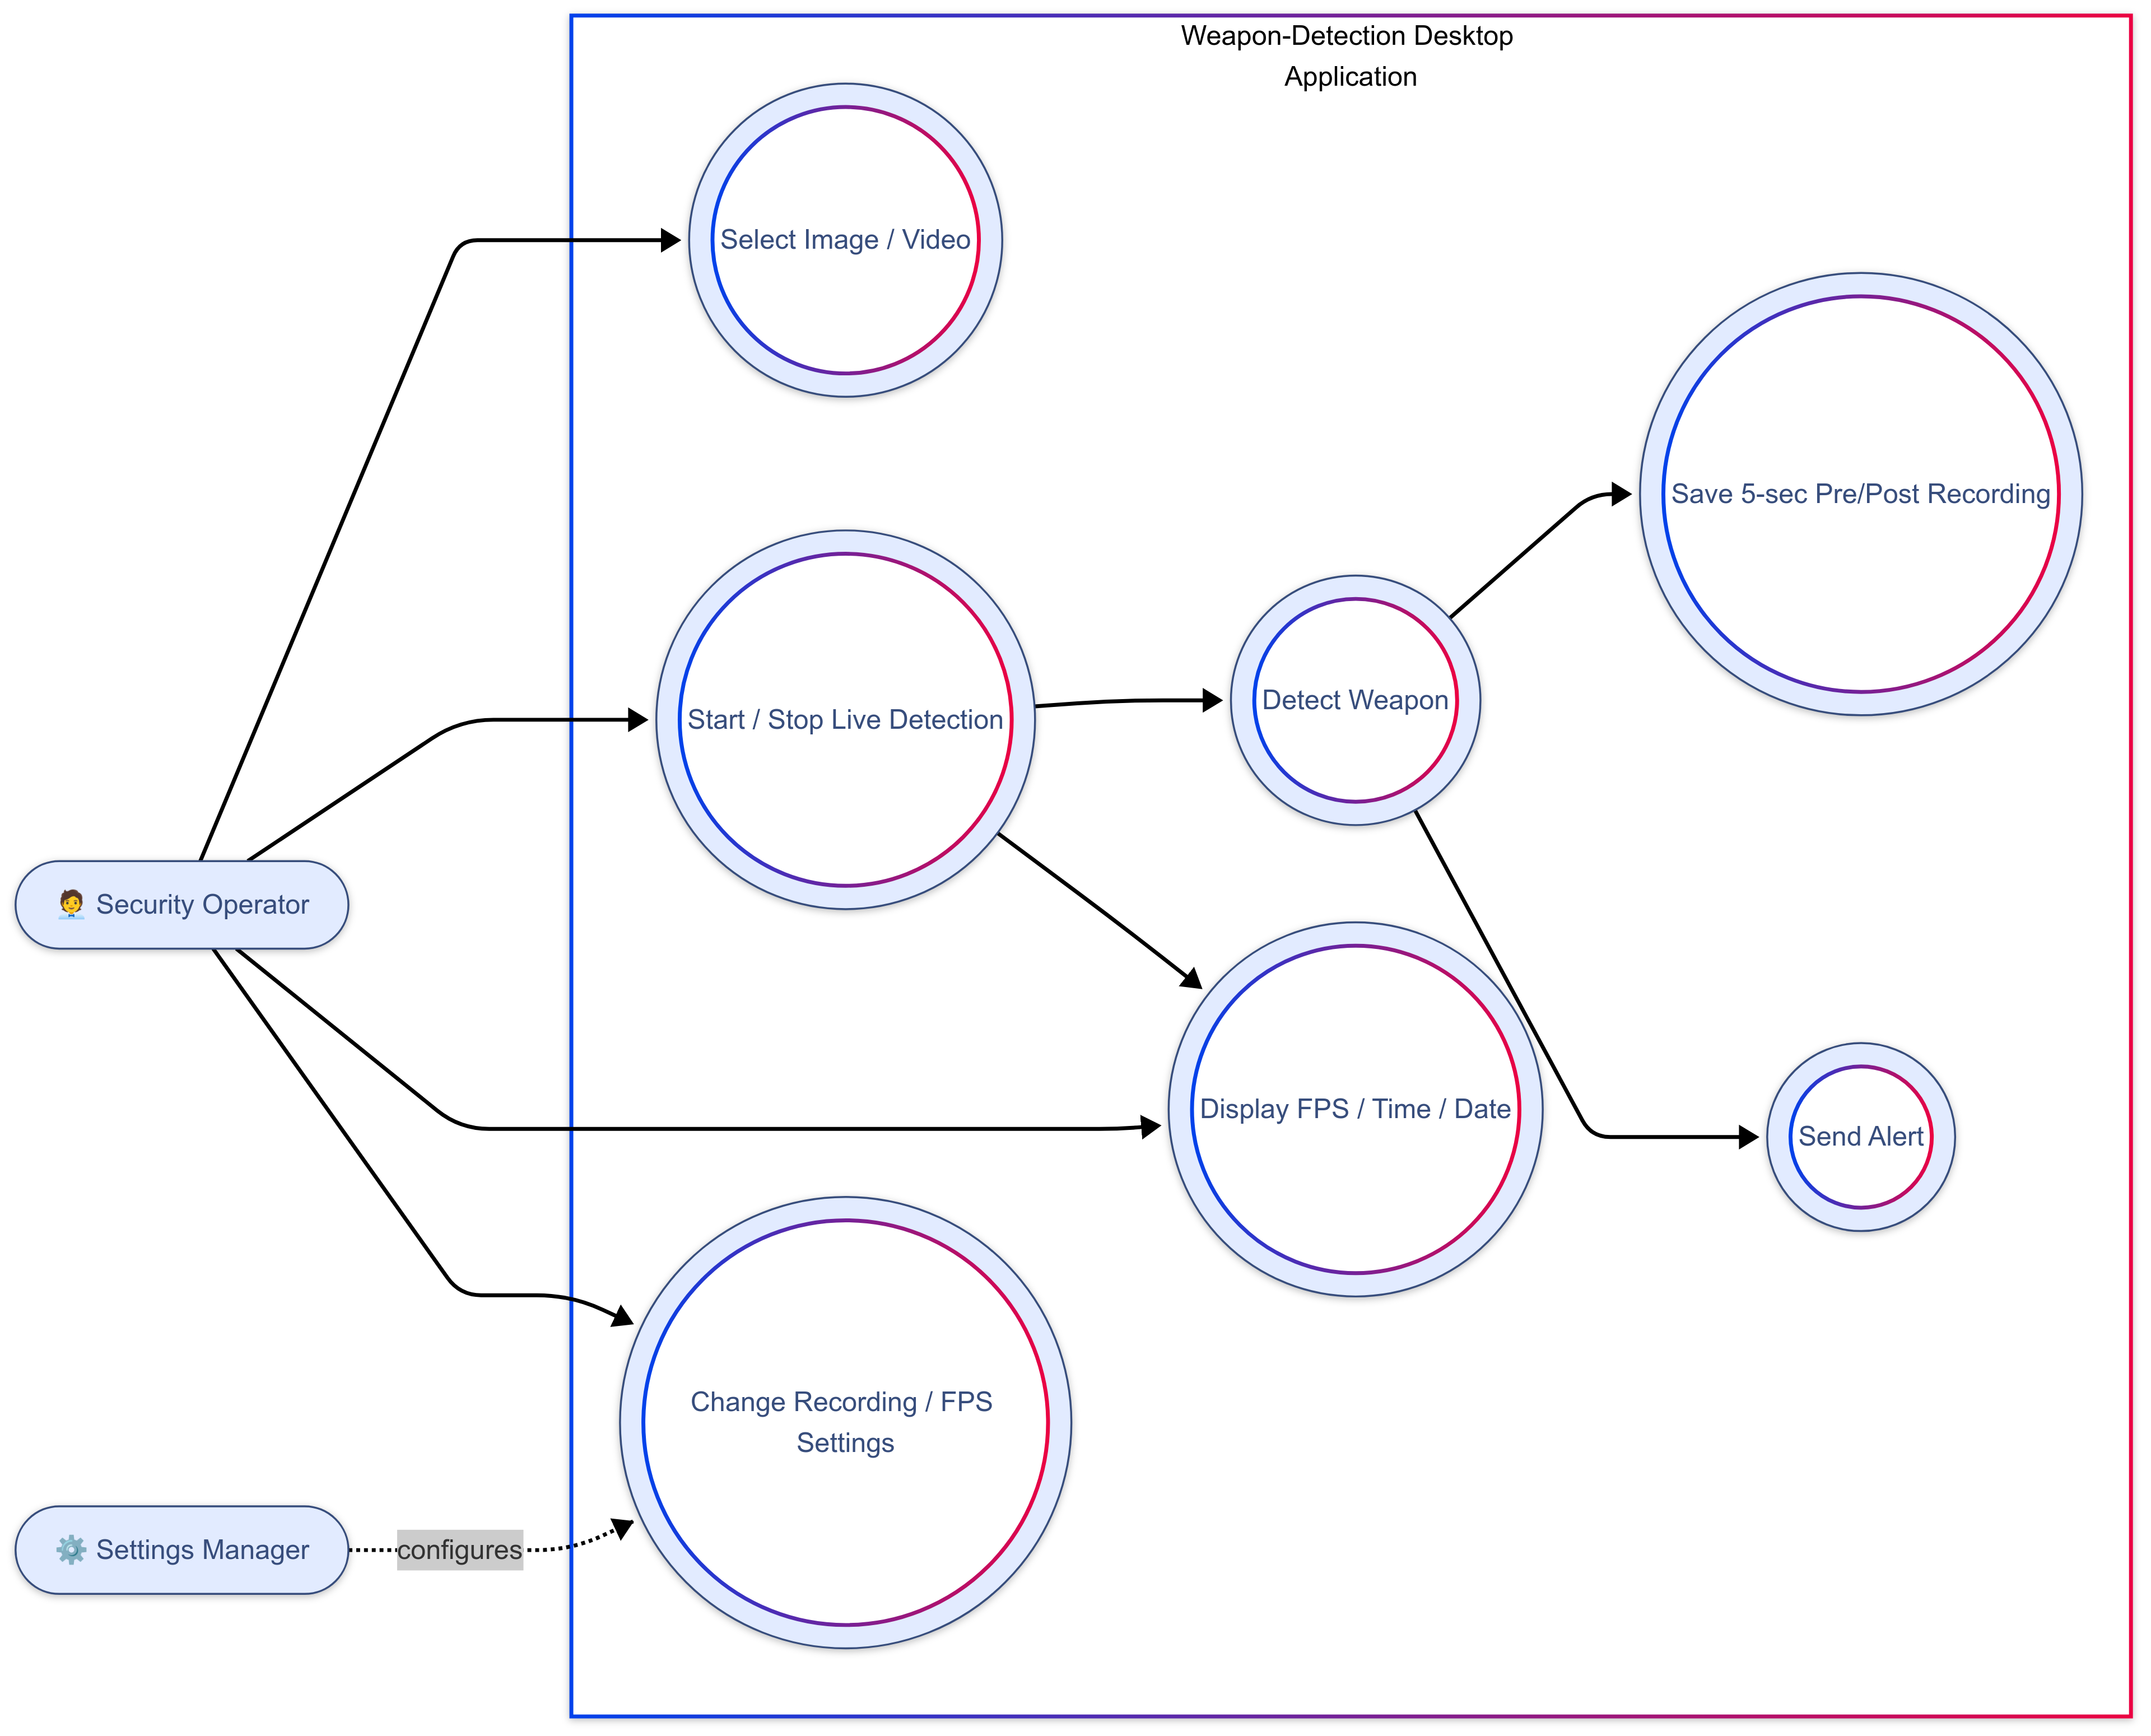 Weapon-Detection Desktop
Application
Select Image / Video
Save 5-sec Pre/Post Recording
Start / Stop Live Detection
Detect Weapon
🧑‍💼 Security Operator
Display FPS / Time / Date
Send Alert
Change Recording / FPS
Settings
⚙️ Settings Manager
configures